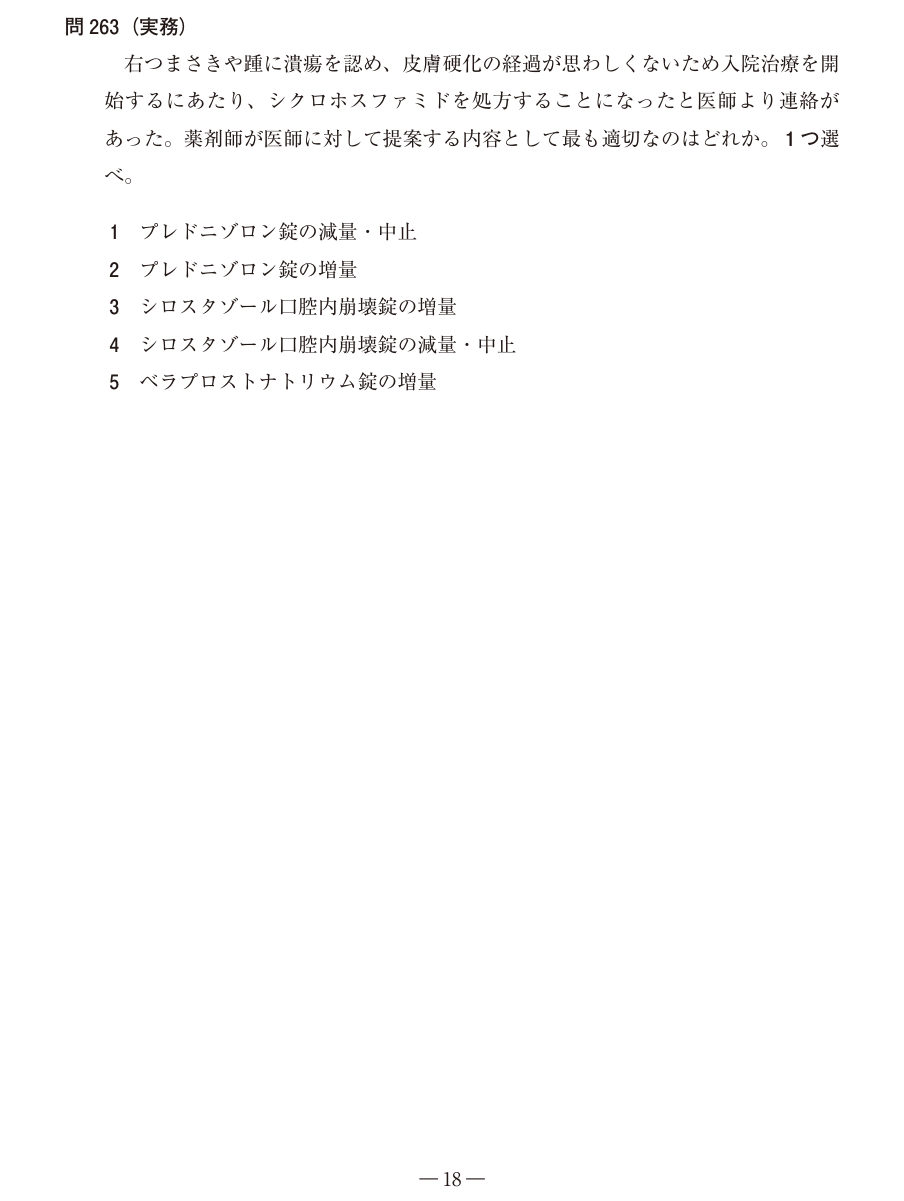 問 263（実務）
右つまさきや踵に潰瘍を認め、皮膚硬化の経過が思わしくないため入院治療を開
始するにあたり、シクロホスファミドを処方することになったと医師より連絡が
あった。薬剤師が医師に対して提案する内容として最も適切なのはどれか。１つ選
べ。
1 プレドニゾロン錠の減量・中止
2 プレドニゾロン錠の増量
3 シロスタゾール口腔内崩壊錠の増量
4 シロスタゾール口腔内崩壊錠の減量・中止
5 ベラプロストナトリウム錠の増量
— 18 —